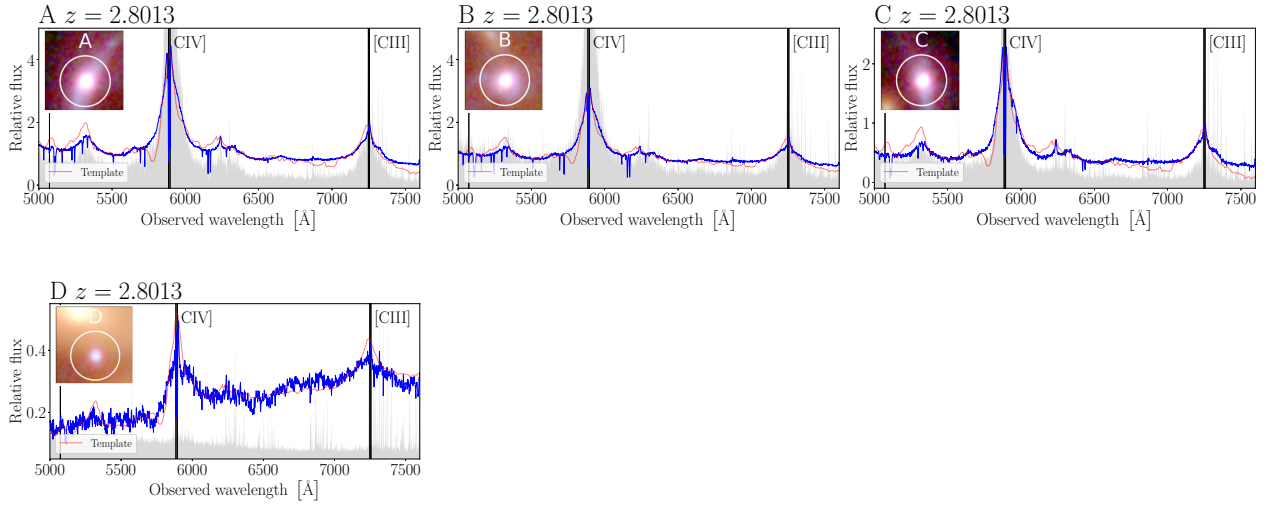 A z = 2.8013
B z = 2.8013
C z = 2.8013
A
B
C
CIV]
[CIII]
CIV]
[CIII]
CIV]
[CIII]
Relative flux
4
2
0
Relative flux
4
2
0
Relative flux
2
1
0
Template
Template
Template
5000 5500 6000 6500 7000 7500
5000 5500 6000 6500 7000 7500
5000 5500 6000 6500 7000 7500
Observed wavelength [Å]
Observed wavelength [Å]
Observed wavelength [Å]
D z = 2.8013
D
CIV]
[CIII]
Relative flux
0.4
0.2
Template
5000 5500 6000 6500 7000 7500
Observed wavelength [Å]